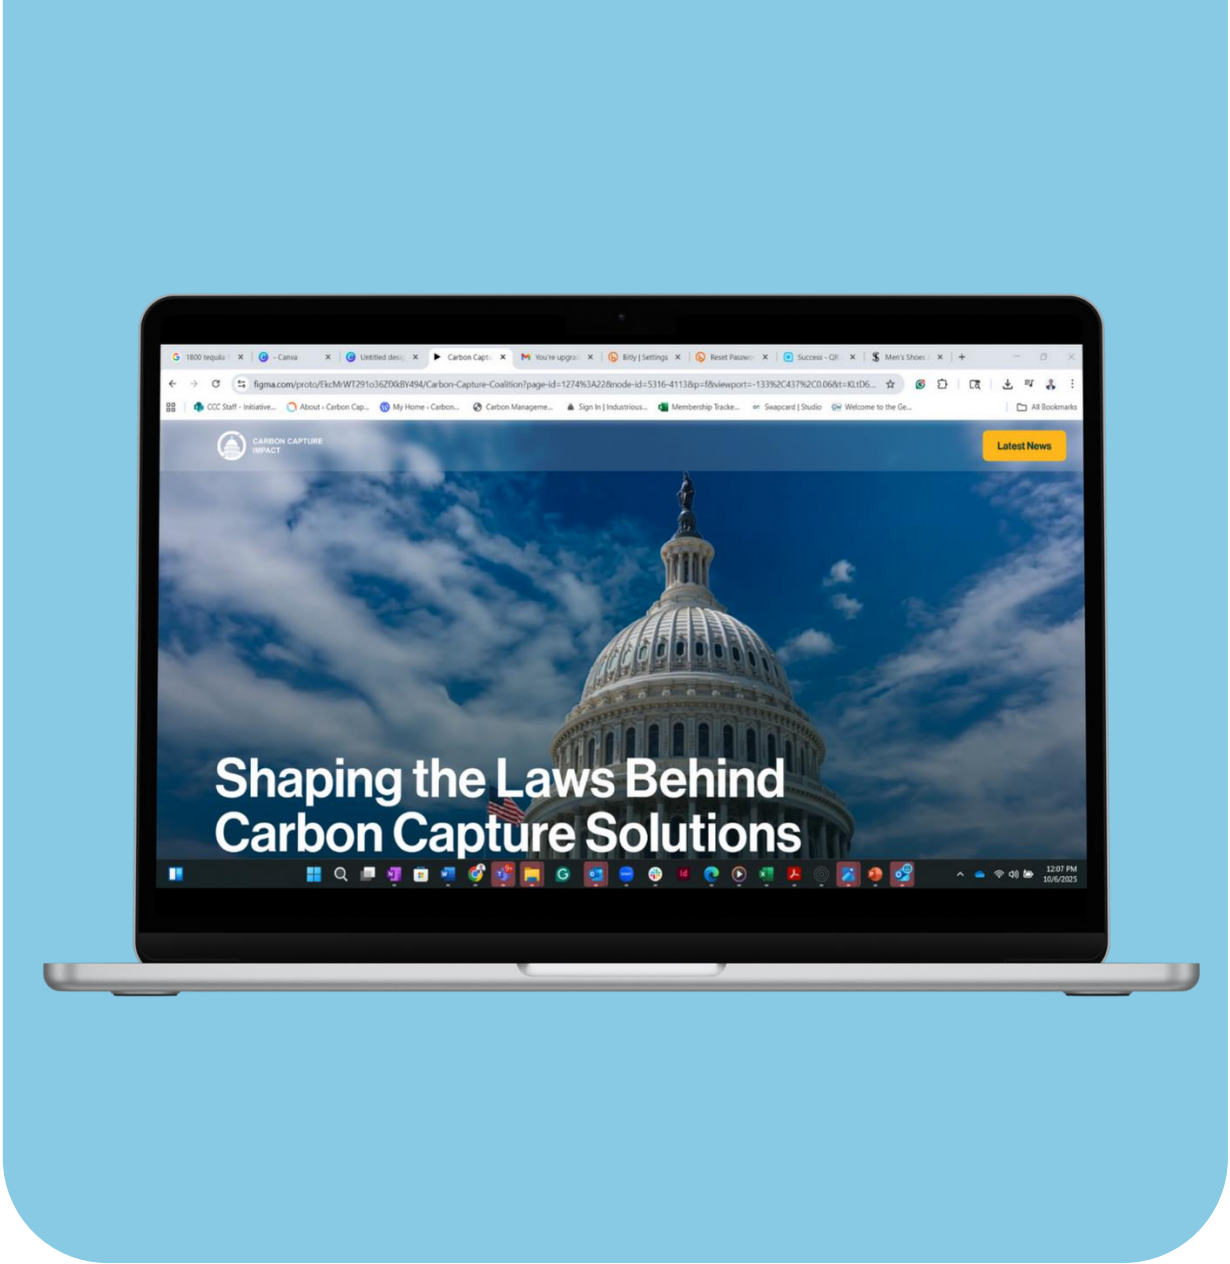 1800 tequila
- Canva
Untitled desig
Carbon Capt
You're upgra
Bitly | Settings
Reset Passwo
Success - QR
Men's Shoes
figma.com/proto/
/Carbon-Capture-Coalition?page-id=1274%3A22&node-id=5316-4113&p=f&viewport=-133%2C437%2C0.06&t=KLtD6...
CCC Staff - Initiative...
About ‹ Carbon Cap...
My Home ‹ Carbon...
Carbon Manageme...
Sign In | Industrious...
Membership Tracke...
Swapcard | Studio
Welcome to the Ge...
All Bookmarks
CARBON CAPTURE
IMPACT
Latest News
Shaping the Laws Behind
Carbon Capture Solutions
12:07 PM
10/6/2025